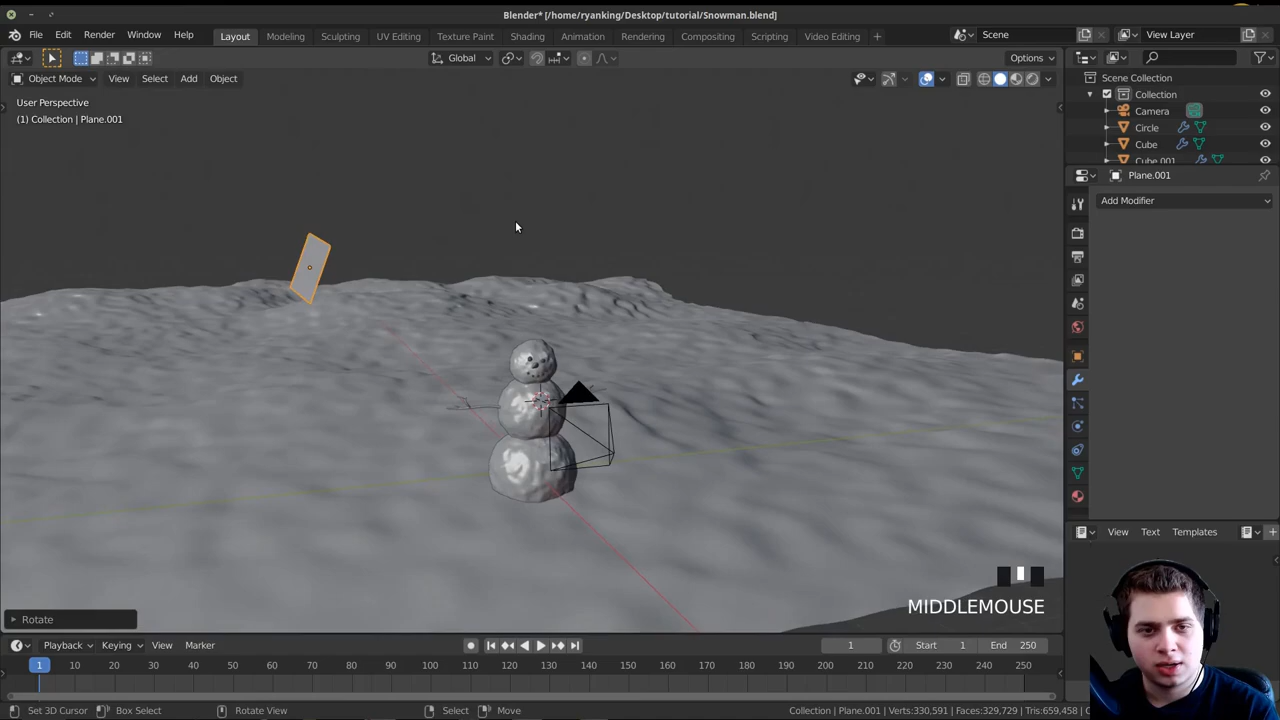 Blender* [/home/ryanking/Desktop/tutorial/Snowman.blend]
File Edit Render Window Help Layout Modeling Sculpting UV Editing Texture Paint Shading Animation Rendering Compositing Scripting Video Editing + Scene View Layer
Global Options
Object Mode View Select Add Object
User Perspective
(1) Collection | Plane.001
Scene Collection
Collection
Camera
Circle
Cube
Cube.001
Plane.001
Add Modifier
View Text Templates
MIDDLEMOUSE
Rotate
Playback Keying View Marker 1 Start 1 End 250
1 10 20 30 40 50 60 70 80 90 100 110 120 130 140 150 160 170 180 190 200 210 220 230 240 250
Set 3D Cursor Box Select Rotate View Select Move Collection | Plane.001 | Verts:330,591 | Faces:329,729 | Tris:659,458 |